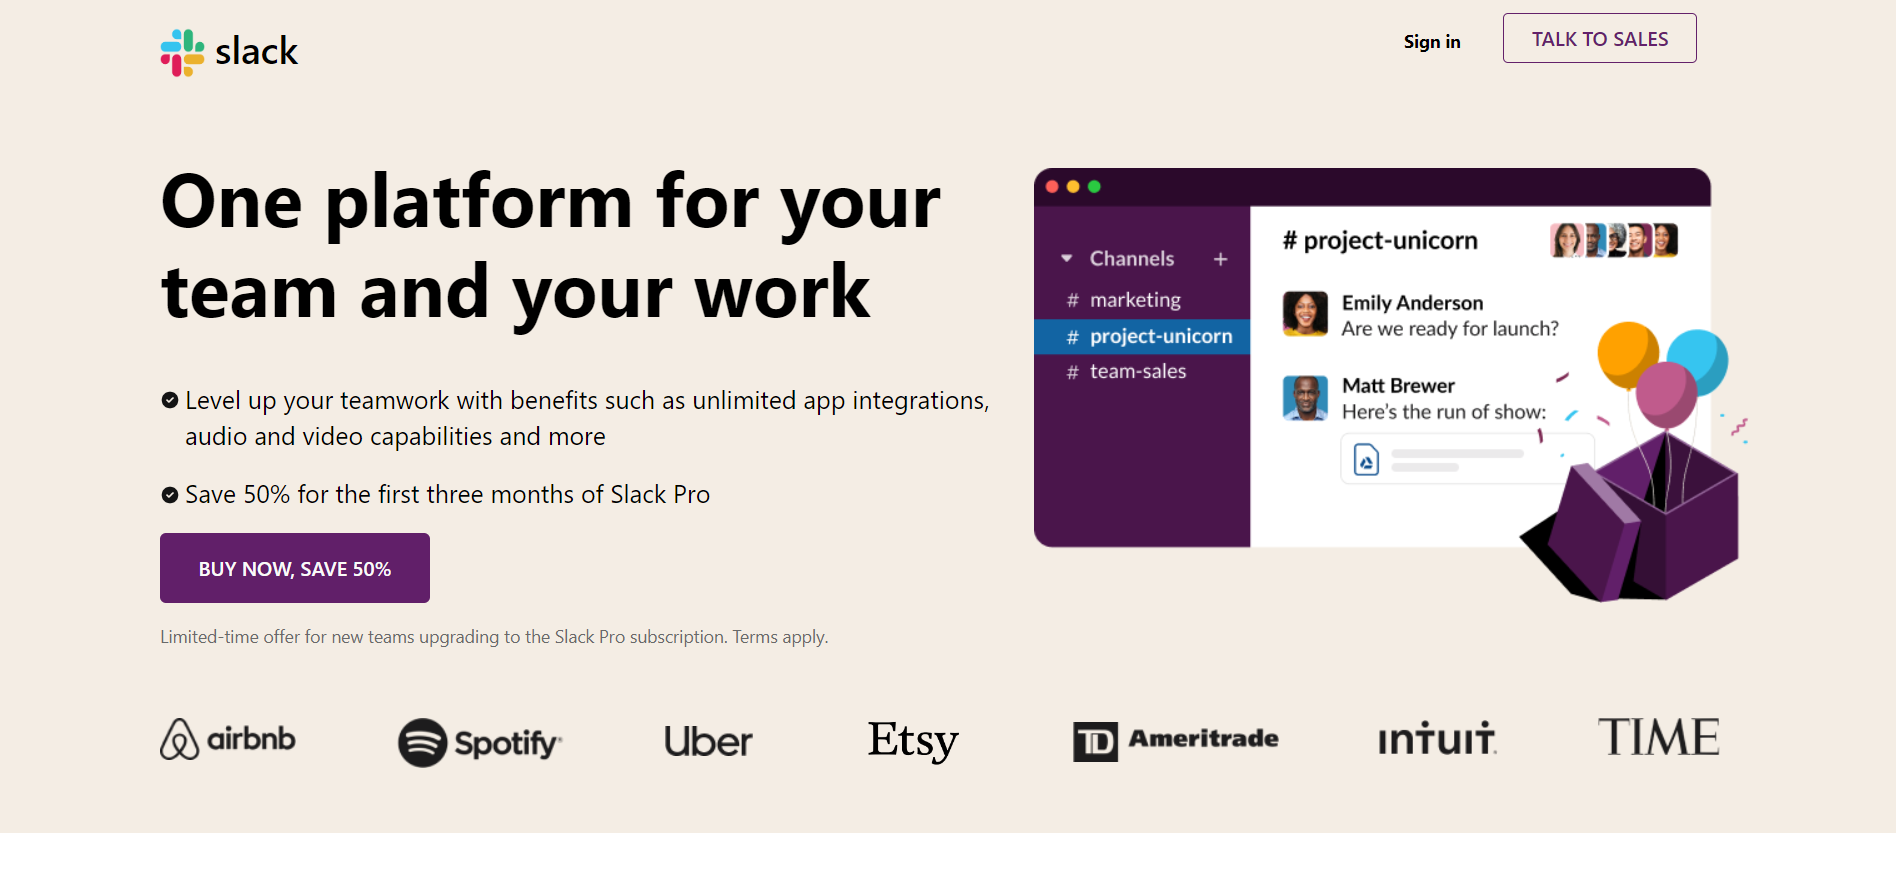 slack
Sign in
TALK TO SALES
One platform for your
team and your work
Level up your teamwork with benefits such as unlimited app integrations,
audio and video capabilities and more
Save 50% for the first three months of Slack Pro
BUY NOW, SAVE 50%
Limited-time offer for new teams upgrading to the Slack Pro subscription. Terms apply.
Channels +
# marketing
# project-unicorn
# team-sales
# project-unicorn
Emily Anderson
Are we ready for launch?
Matt Brewer
Here's the run of show:
airbnb
Spotify
Uber
Etsy
TD Ameritrade
intuit
TIME